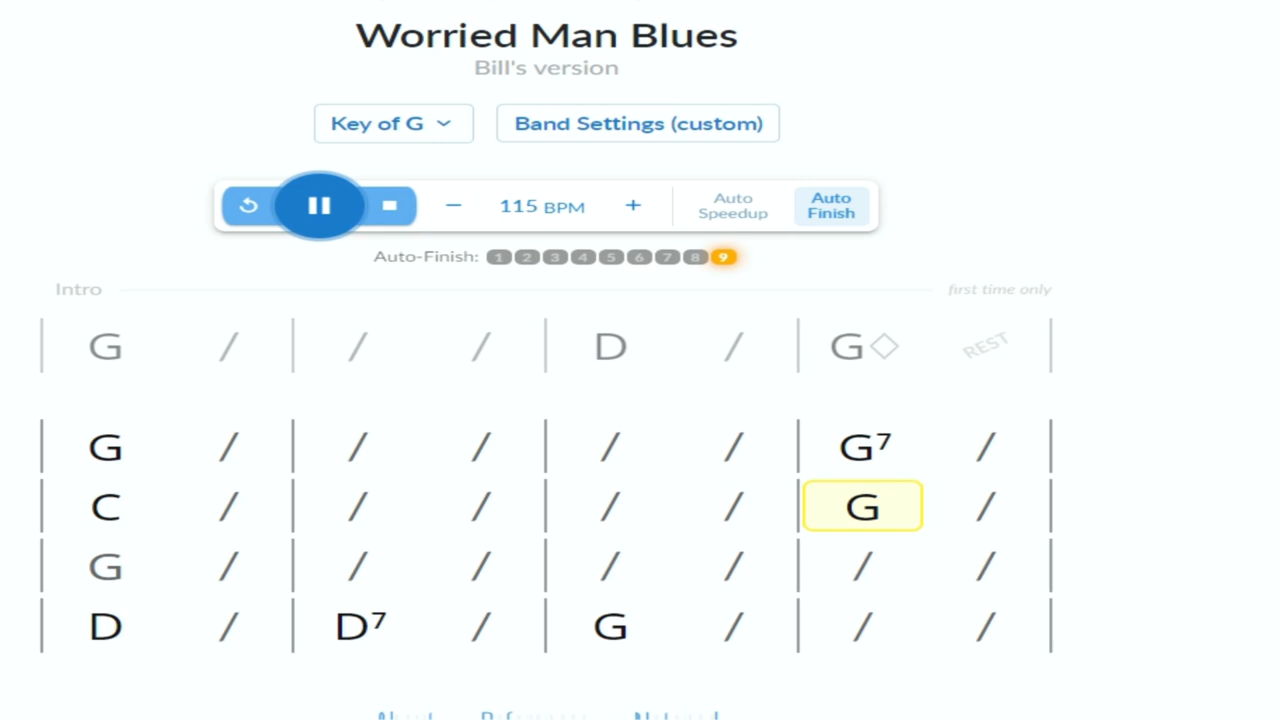 Worried Man Blues
Bill's version
Key of G
Band Settings (custom)
− 115 BPM +
Auto Speedup
Auto Finish
Auto-Finish: 1 2 3 4 5 6 7 8 9
Intro
first time only
| G / | / / | D / | G◇ REST |
| G / | / / | / / | G⁷ / |
| C / | / / | / / | G / |
| G / | / / | / / | / / |
| D / | D⁷ / | G / | / / |